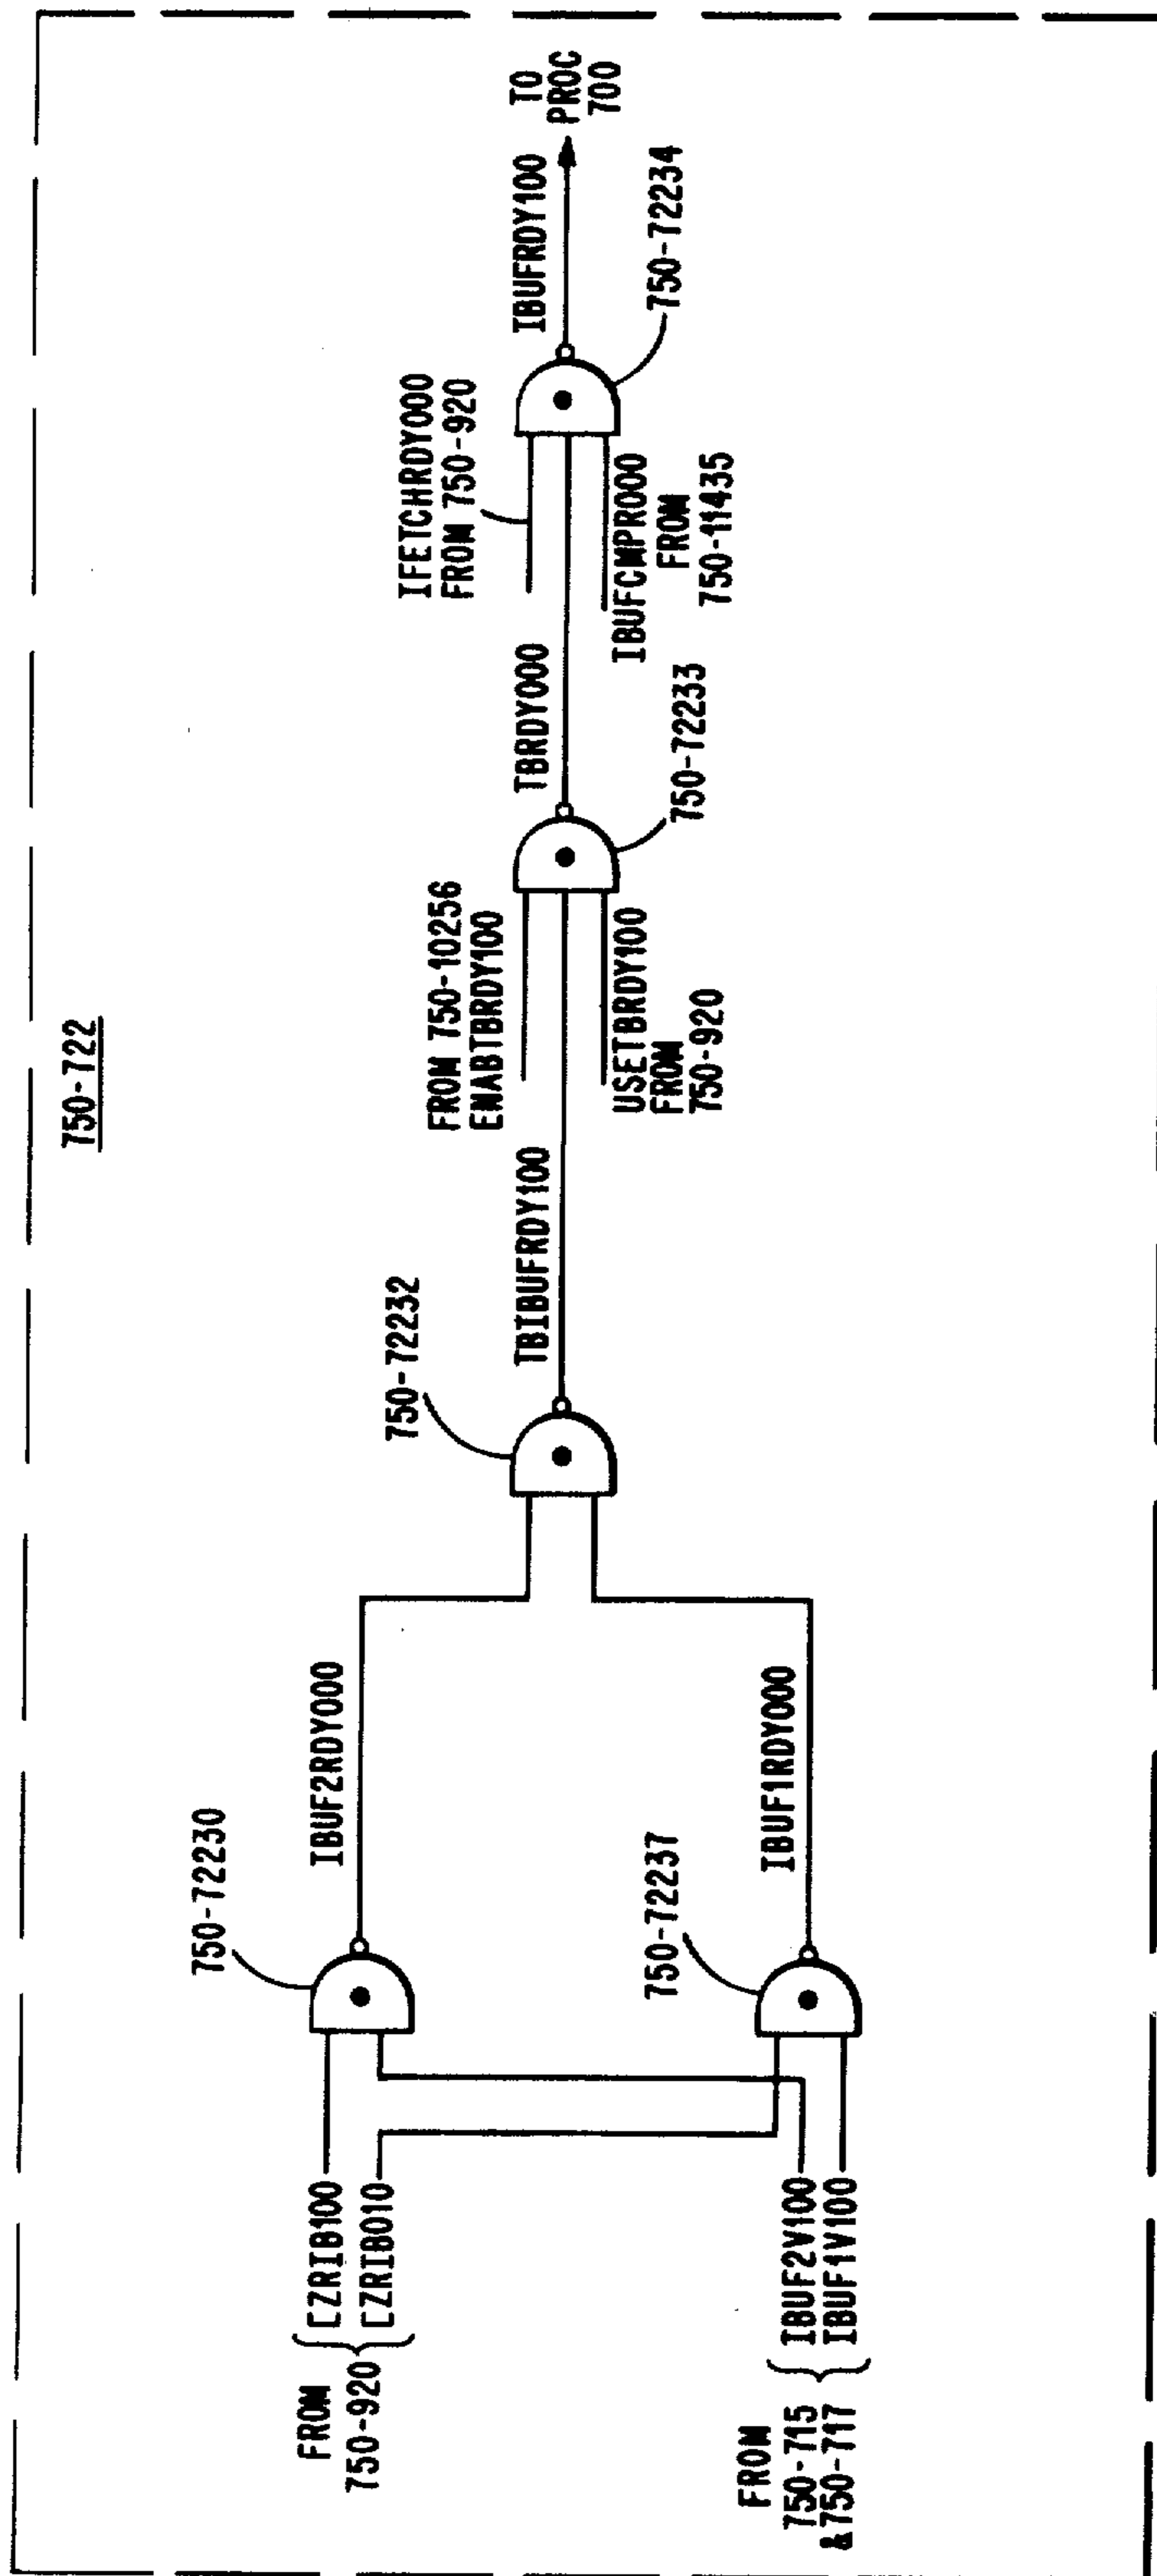 750-722
750-72230
FROM
750-920
[ZRIB100
[ZRIB010
IBUF2RDY000
750-72237
FROM
750-715
&750-717
IBUF2V100
IBUF1V100
IBUF1RDY000
750-72232
TBIBUFRDY100
FROM 750-10256
ENABTBRDY100
USETBRDY100
FROM
750-920
TBRDY000
750-72233
IFETCHRDY000
FROM 750-920
IBUFCMPR000
FROM
750-11435
IBUFRDY100
750-72234
TO
PROC
700